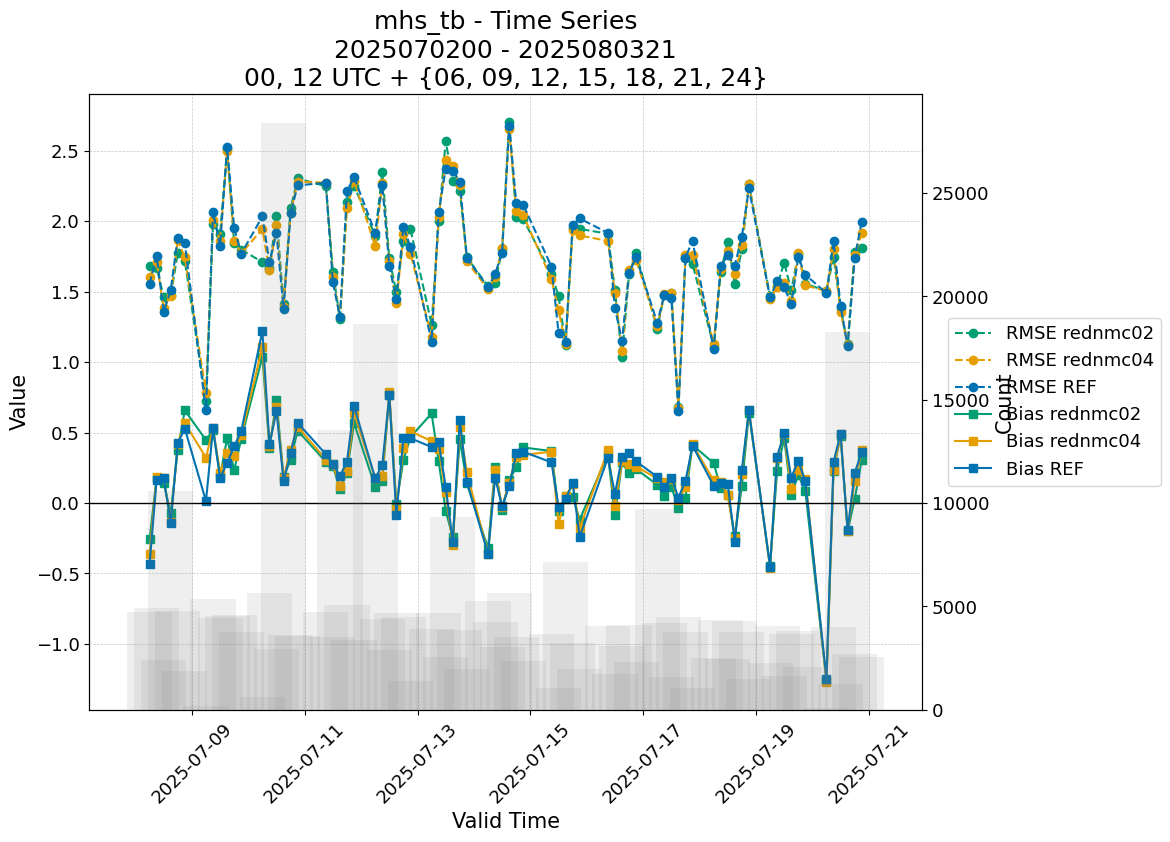 mhs_tb - Time Series
2025070200 - 2025080321
00, 12 UTC + {06, 09, 12, 15, 18, 21, 24}
Value
2.5
2.0
1.5
1.0
0.5
0.0
−0.5
−1.0
25000
20000
15000
10000
5000
0
Count
RMSE rednmc02
RMSE rednmc04
RMSE REF
Bias rednmc02
Bias rednmc04
Bias REF
2025-07-09
2025-07-11
2025-07-13
2025-07-15
2025-07-17
2025-07-19
2025-07-21
Valid Time